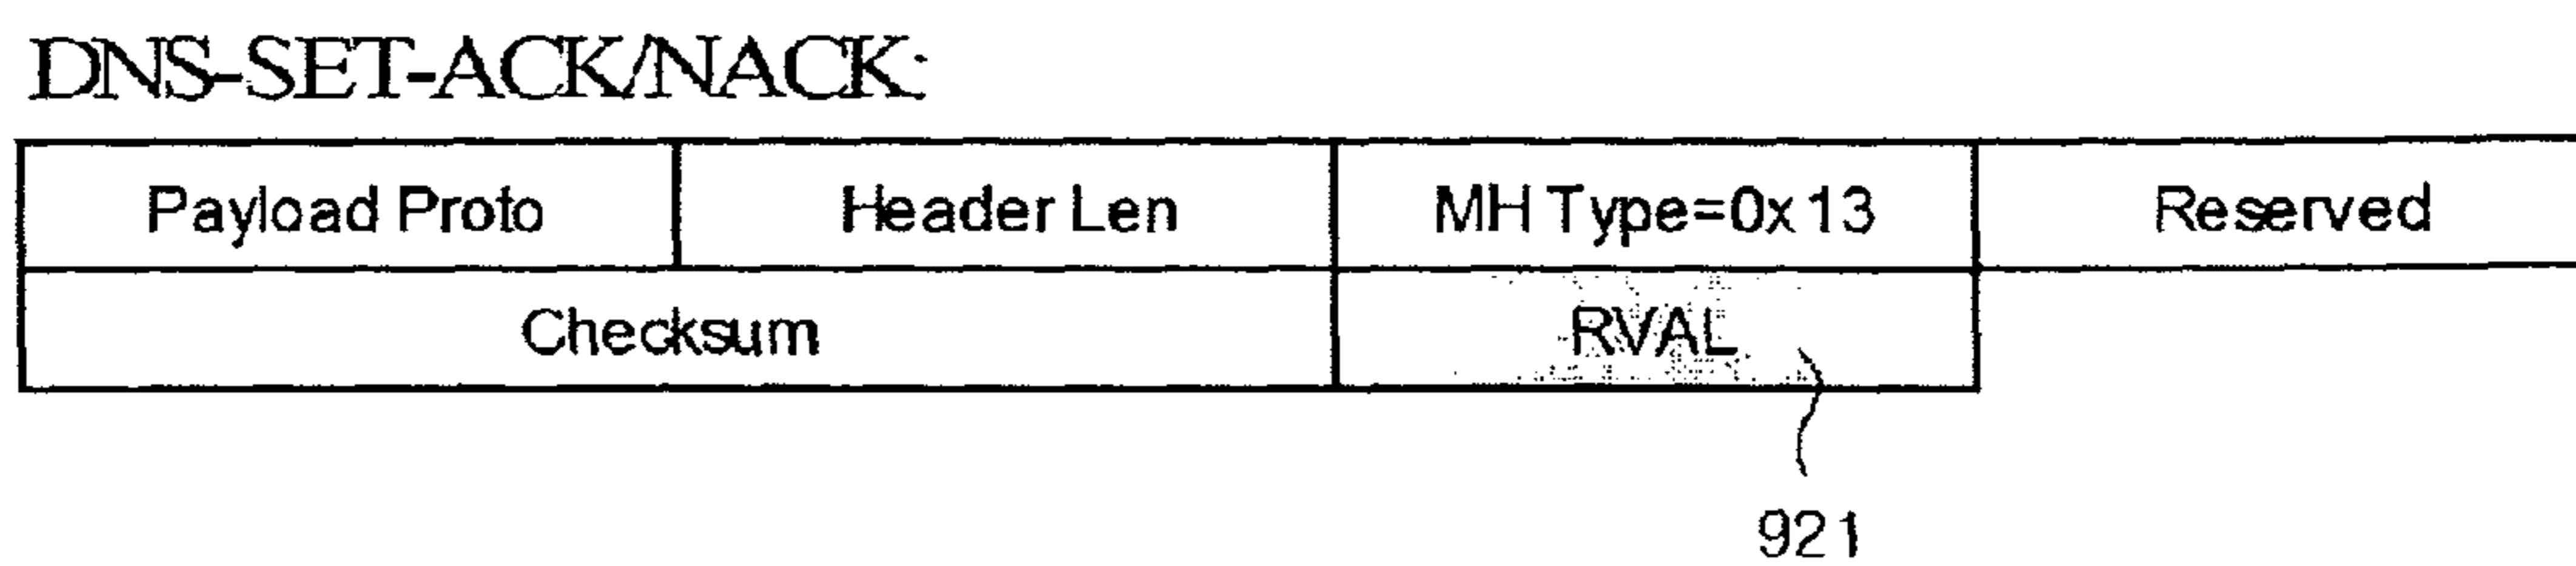 DNS-SET-ACK/NACK:
Payload Proto Header Len MH Type=0x13 Reserved
Checksum RVAL
921